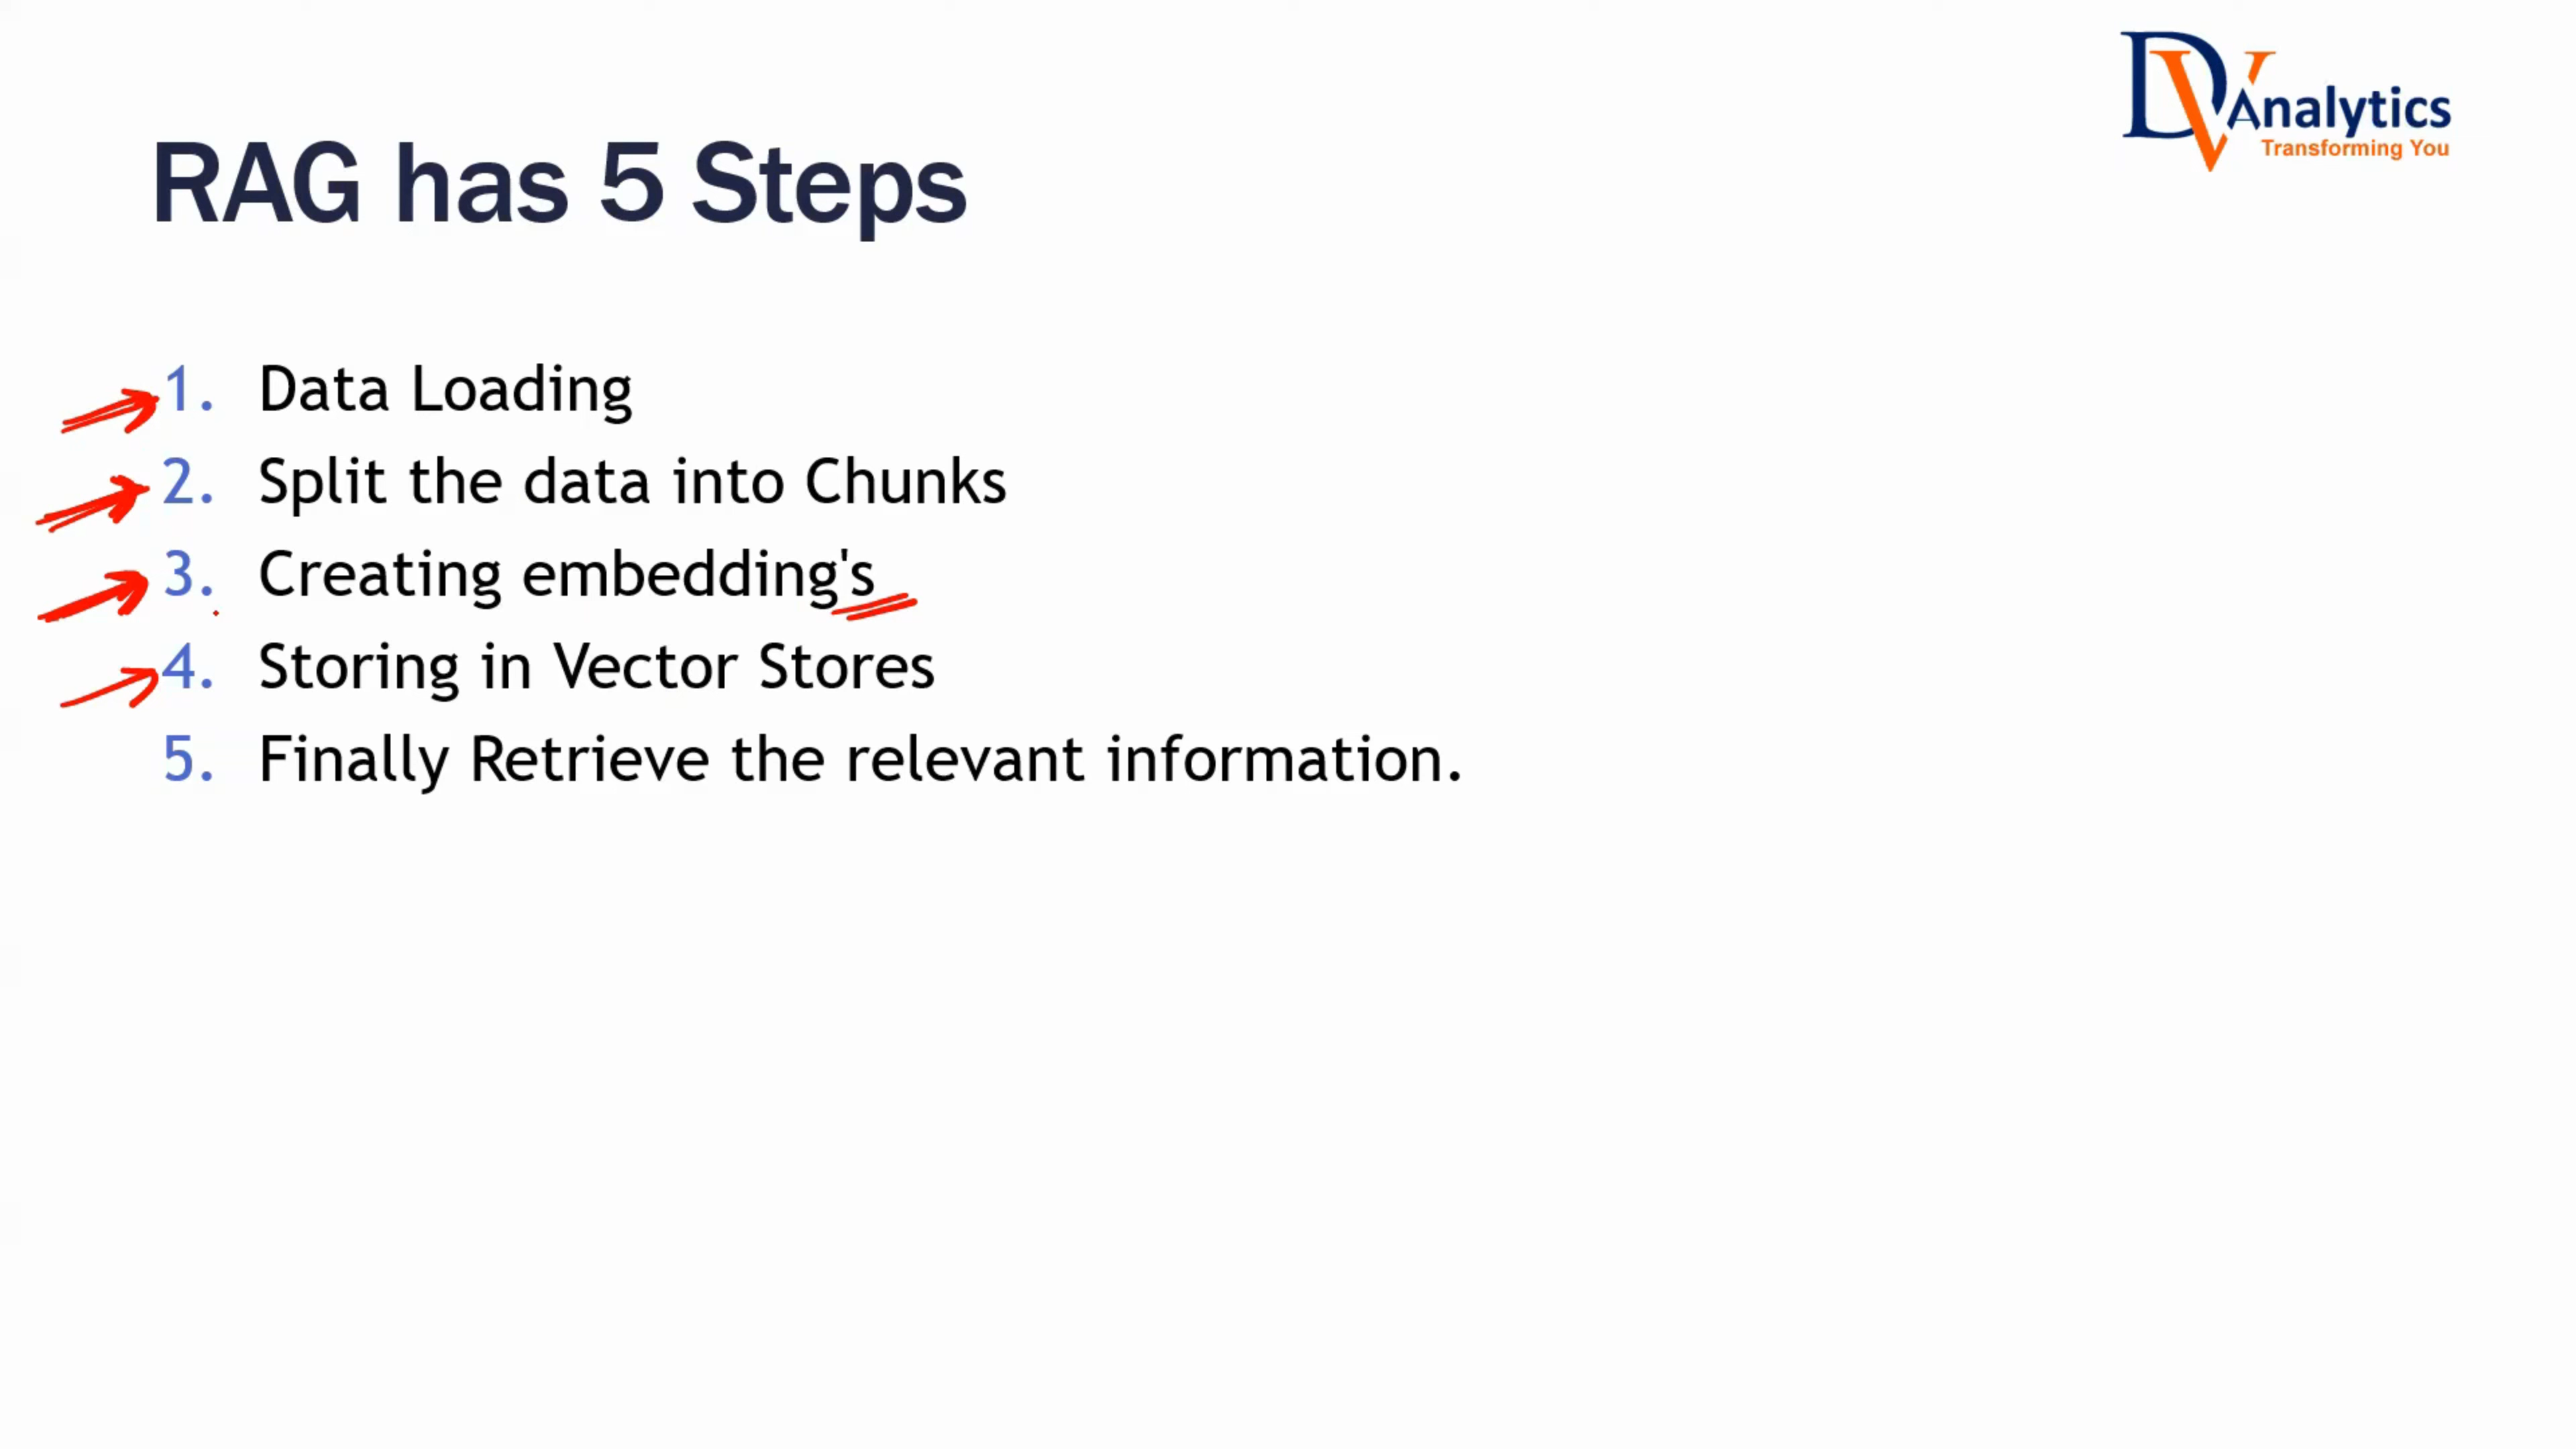 DV Analytics
Transforming You
RAG has 5 Steps
1. Data Loading
2. Split the data into Chunks
3. Creating embedding's
4. Storing in Vector Stores
5. Finally Retrieve the relevant information.